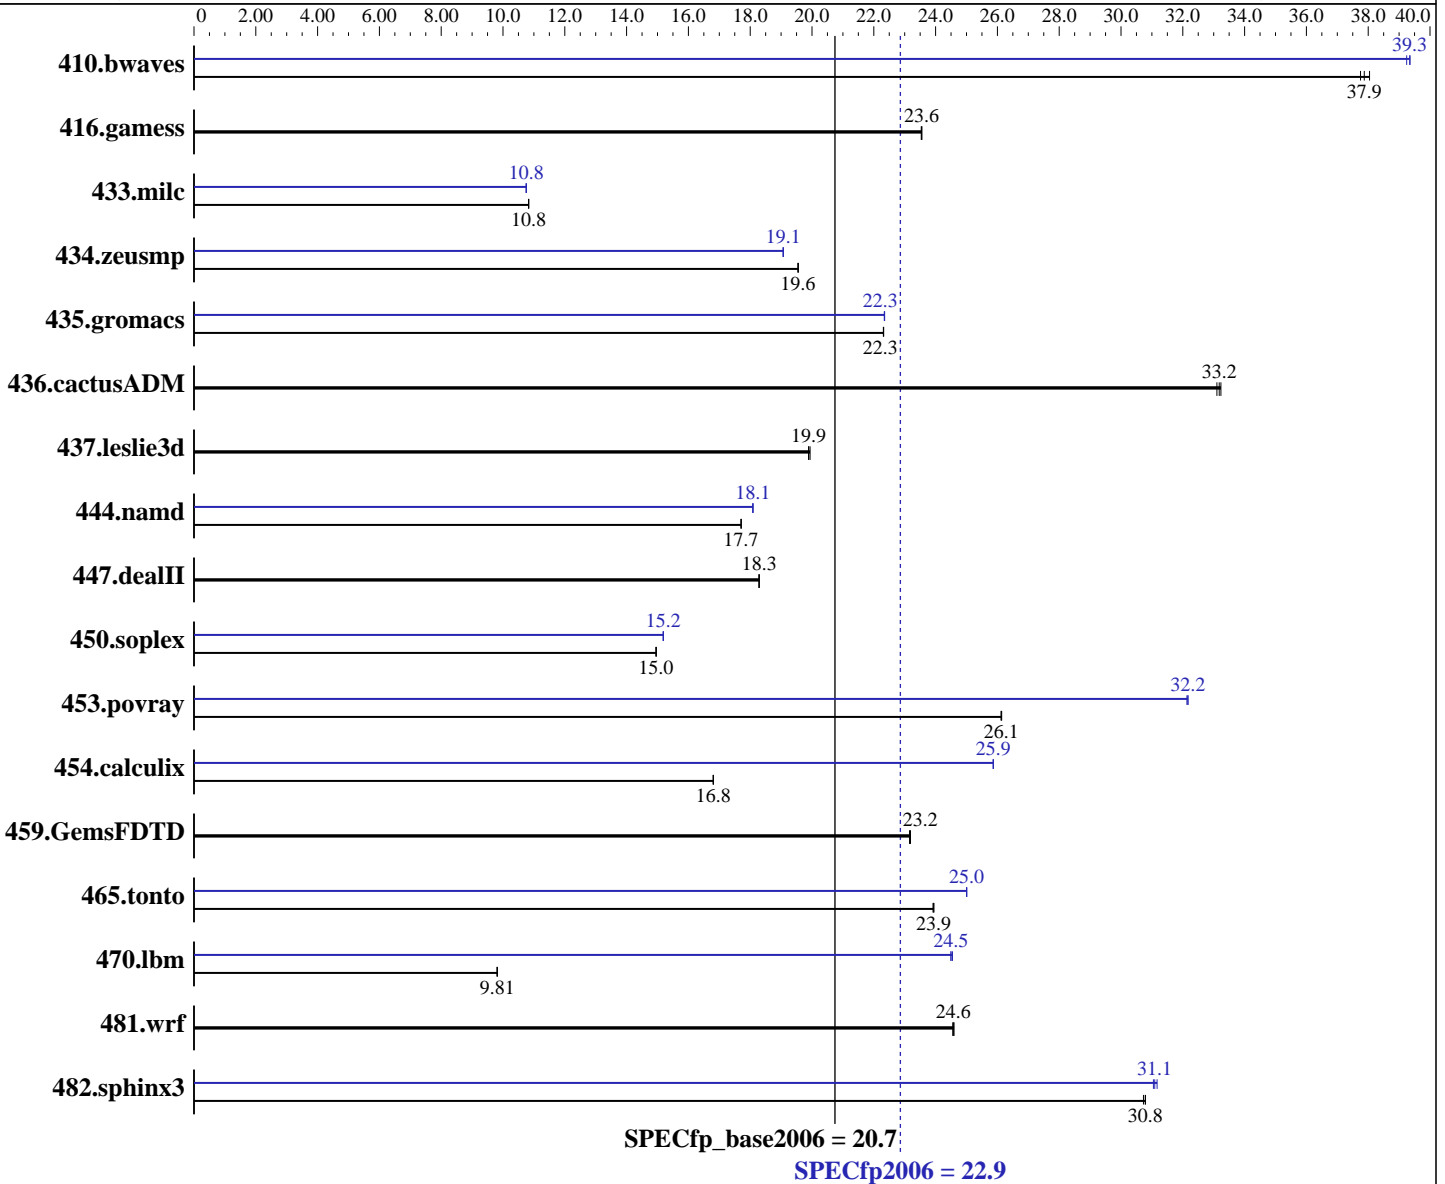 0 2.00 4.00 6.00 8.00 10.0 12.0 14.0 16.0 18.0 20.0 22.0 24.0 26.0 28.0 30.0 32.0 34.0 36.0 38.0 40.0
39.3
410.bwaves
37.9
23.6
416.gamess
10.8
433.milc
10.8
19.1
434.zeusmp
19.6
22.3
435.gromacs
22.3
33.2
436.cactusADM
19.9
437.leslie3d
18.1
444.namd
17.7
18.3
447.dealII
15.2
450.soplex
15.0
32.2
453.povray
26.1
25.9
454.calculix
16.8
23.2
459.GemsFDTD
25.0
465.tonto
23.9
24.5
470.lbm
9.81
24.6
481.wrf
31.1
482.sphinx3
30.8
SPECfp_base2006 = 20.7
SPECfp2006 = 22.9